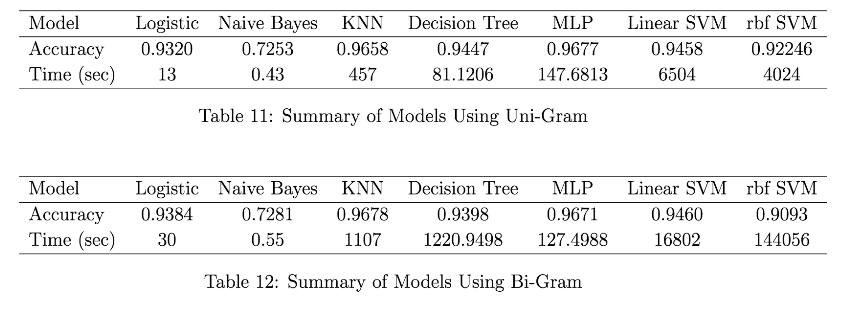 Model Logistic Naive Bayes KNN Decision Tree MLP Linear SVM rbf SVM
Accuracy 0.9320 0.7253 0.9658 0.9447 0.9677 0.9458 0.92246
Time (sec) 13 0.43 457 81.1206 147.6813 6504 4024
Table 11: Summary of Models Using Uni-Gram
Model Logistic Naive Bayes KNN Decision Tree MLP Linear SVM rbf SVM
Accuracy 0.9384 0.7281 0.9678 0.9398 0.9671 0.9460 0.9093
Time (sec) 30 0.55 1107 1220.9498 127.4988 16802 144056
Table 12: Summary of Models Using Bi-Gram